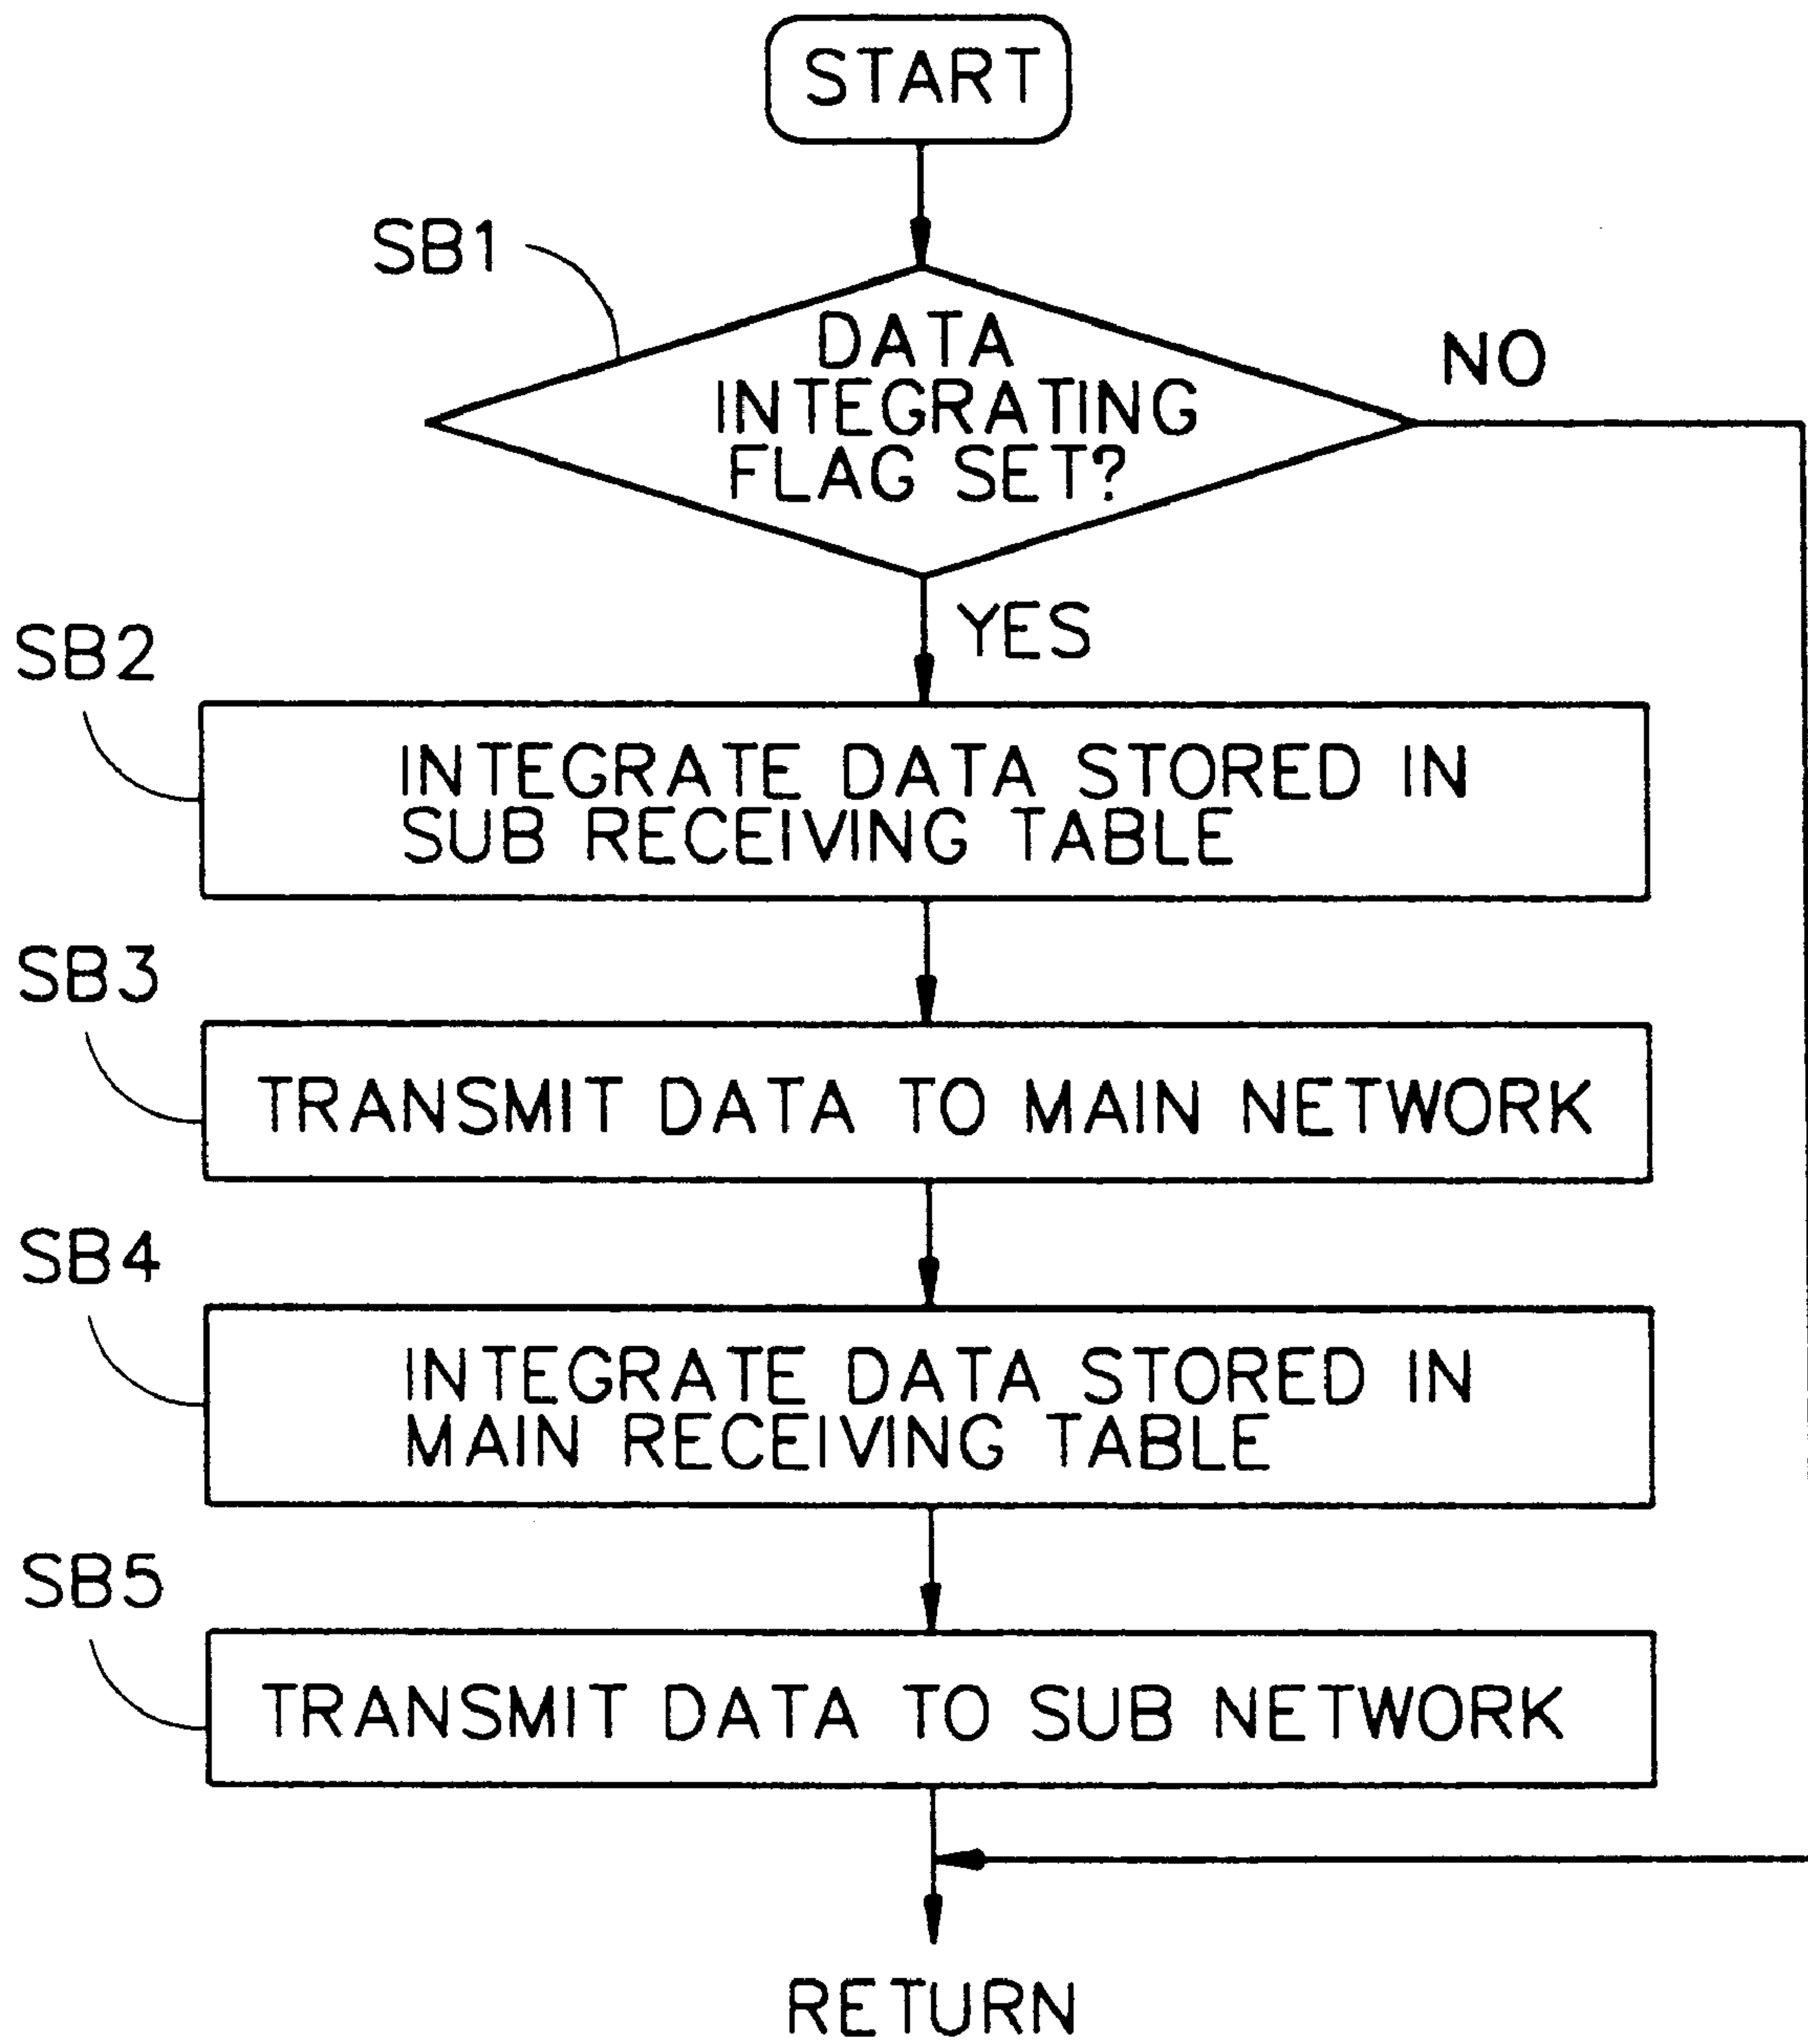 START
SB1
DATA
INTEGRATING
FLAG SET?
NO
YES
SB2
INTEGRATE DATA STORED IN
SUB RECEIVING TABLE
SB3
TRANSMIT DATA TO MAIN NETWORK
SB4
INTEGRATE DATA STORED IN
MAIN RECEIVING TABLE
SB5
TRANSMIT DATA TO SUB NETWORK
RETURN